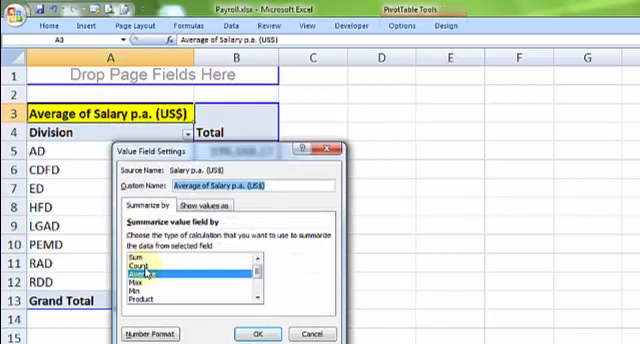 Payroll.xlsx - Microsoft Excel
PivotTable Tools
Home Insert Page Layout Formulas Data Review View Developer Options Design
A3 fx Average of Salary p.a. (US$)
A B C D E F G
1 Drop Page Fields Here
2
3 Average of Salary p.a. (US$)
4 Division Total
5 AD
6 CDFD
7 ED
8 HFD
9 LGAD
10 PEMD
11 RAD
12 RDD
13 Grand Total
14
15
Value Field Settings
Source Name: Salary p.a. (US$)
Custom Name: Average of Salary p.a. (US$)
Summarize by Show values as
Summarize value field by
Choose the type of calculation that you want to use to summarize
the data from selected field
Sum
Count
Average
Max
Min
Product
Number Format OK Cancel